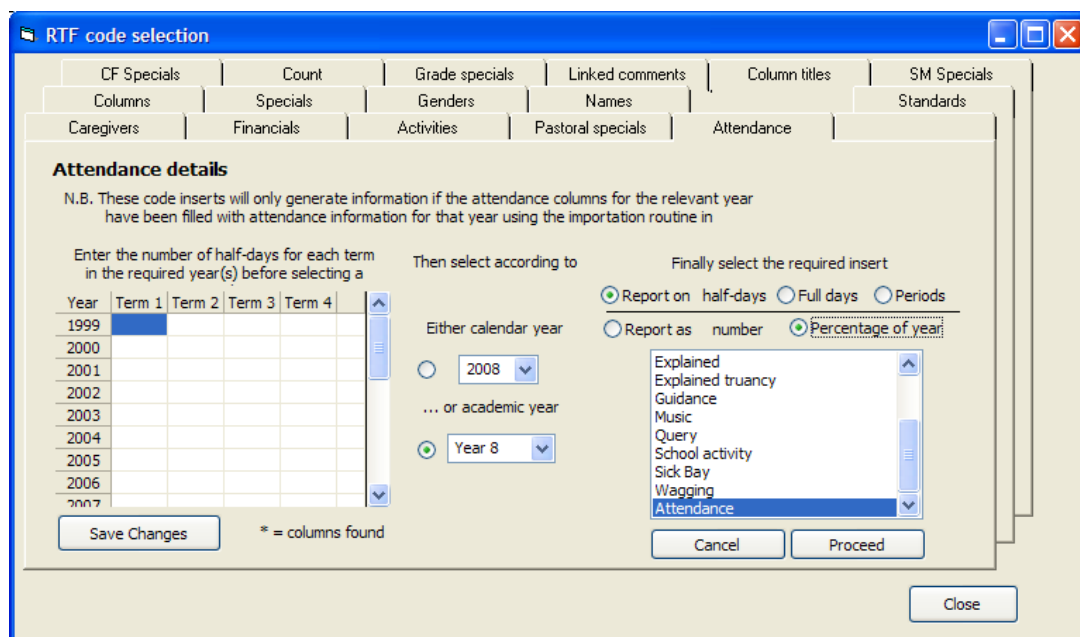 RTF code selection
CF Specials Count Grade specials Linked comments Column titles SM Specials
Columns Specials Genders Names Standards
Caregivers Financials Activities Pastoral specials Attendance
Attendance details
N.B. These code inserts will only generate information if the attendance columns for the relevant year
have been filled with attendance information for that year using the importation routine in
Enter the number of half-days for each term
in the required year(s) before selecting a
Year Term 1 Term 2 Term 3 Term 4
1999
2000
2001
2002
2003
2004
2005
2006
2007
Save Changes
* = columns found
Then select according to
Either calendar year
2008
... or academic year
Year 8
Finally select the required insert
Report on half-days Full days Periods
Report as number Percentage of year
Explained
Explained truancy
Guidance
Music
Query
School activity
Sick Bay
Wagging
Attendance
Cancel Proceed
Close